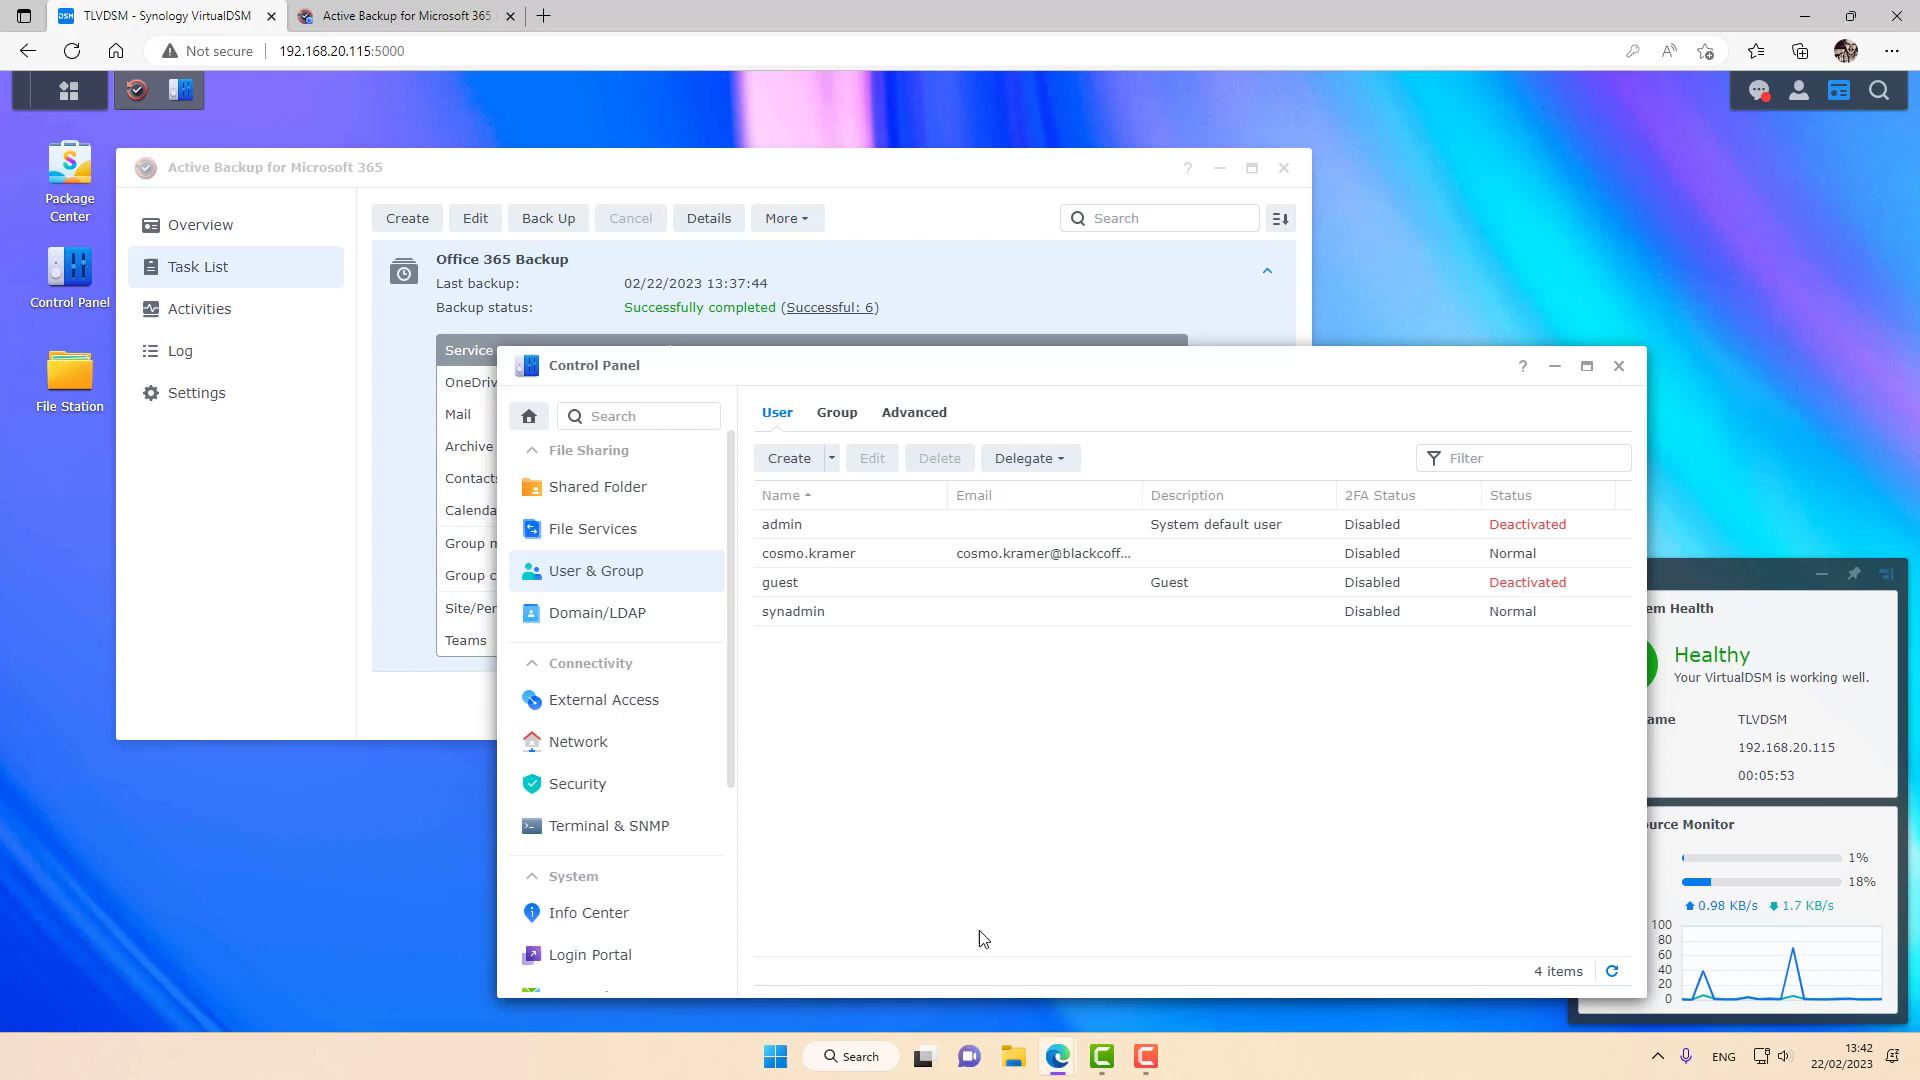 TLVDSM - Synology VirtualDSM
Active Backup for Microsoft 365
Not secure
192.168.20.115:5000
Package
Center
Control Panel
File Station
Active Backup for Microsoft 365
Overview
Task List
Activities
Log
Settings
Create
Edit
Back Up
Cancel
Details
More
Search
Office 365 Backup
Last backup:
02/22/2023 13:37:44
Backup status:
Successfully completed (Successful: 6)
Service
OneDriv
Mail
Archive
Contacts
Calenda
Group m
Group c
Site/Per
Teams
Control Panel
Search
File Sharing
Shared Folder
File Services
User & Group
Domain/LDAP
Connectivity
External Access
Network
Security
Terminal & SNMP
System
Info Center
Login Portal
User
Group
Advanced
Create
Edit
Delete
Delegate
Filter
Name
Email
Description
2FA Status
Status
admin
System default user
Disabled
Deactivated
cosmo.kramer
cosmo.kramer@blackcoff...
Disabled
Normal
guest
Guest
Disabled
Deactivated
synadmin
Disabled
Normal
4 items
em Health
Healthy
Your VirtualDSM is working well.
ame
TLVDSM
192.168.20.115
00:05:53
urce Monitor
1%
18%
0.98 KB/s
1.7 KB/s
100
80
60
40
20
0
Search
ENG
13:42
22/02/2023